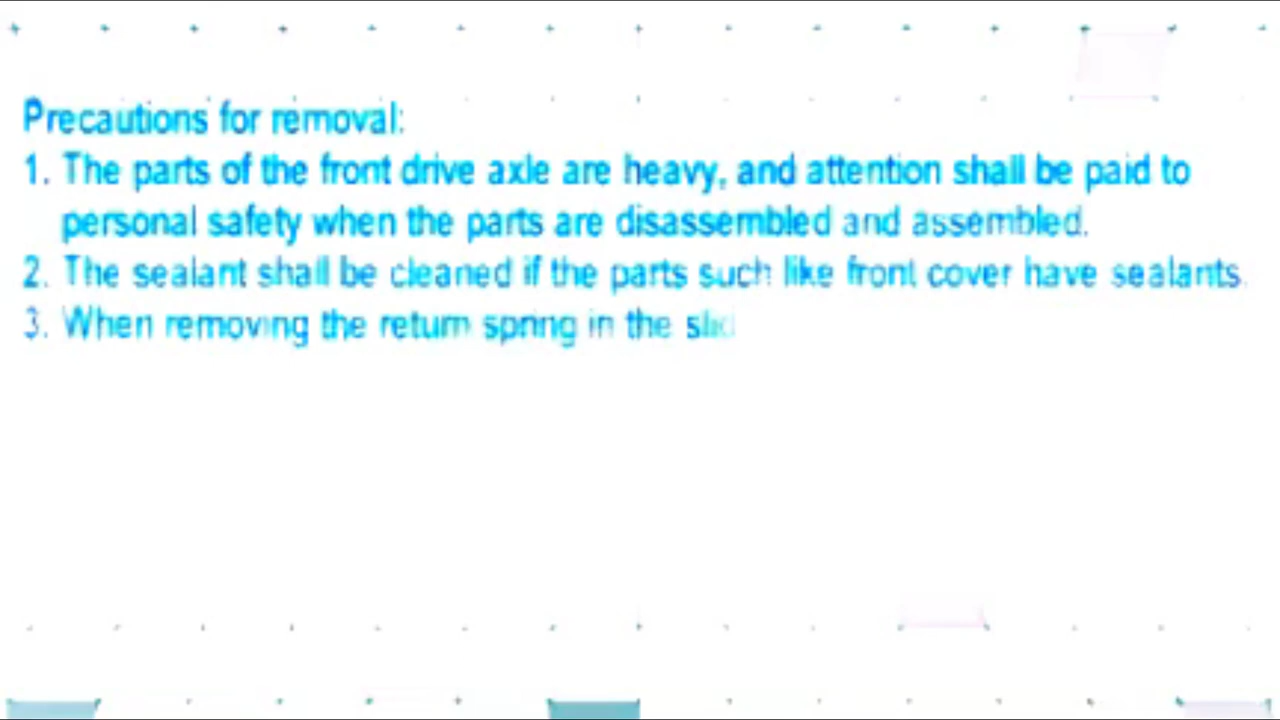 Precautions for removal:
1. The parts of the front drive axle are heavy, and attention shall be paid to
personal safety when the parts are disassembled and assembled.
2. The sealant shall be cleaned if the parts such like front cover have sealants.
3. When removing the return spring in the